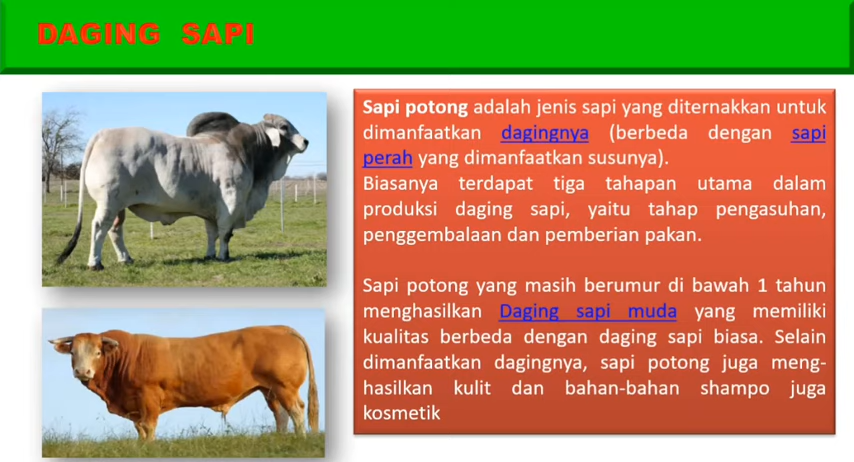 DAGING SAPI
Sapi potong adalah jenis sapi yang diternakkan untuk
dimanfaatkan dagingnya (berbeda dengan sapi
perah yang dimanfaatkan susunya).
Biasanya terdapat tiga tahapan utama dalam
produksi daging sapi, yaitu tahap pengasuhan,
penggembalaan dan pemberian pakan.
Sapi potong yang masih berumur di bawah 1 tahun
menghasilkan Daging sapi muda yang memiliki
kualitas berbeda dengan daging sapi biasa. Selain
dimanfaatkan dagingnya, sapi potong juga meng-
hasilkan kulit dan bahan-bahan shampo juga
kosmetik